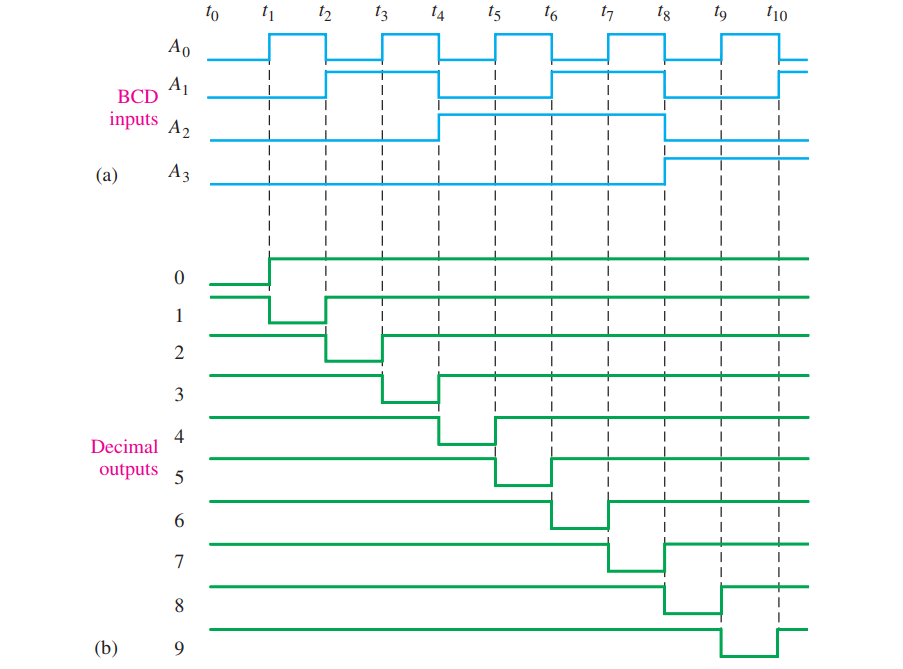 t0 t1 t2 t3 t4 t5 t6 t7 t8 t9 t10
A0
A1
BCD
inputs
A2
(a)
A3
0
1
2
3
4
Decimal
outputs
5
6
7
8
(b)
9